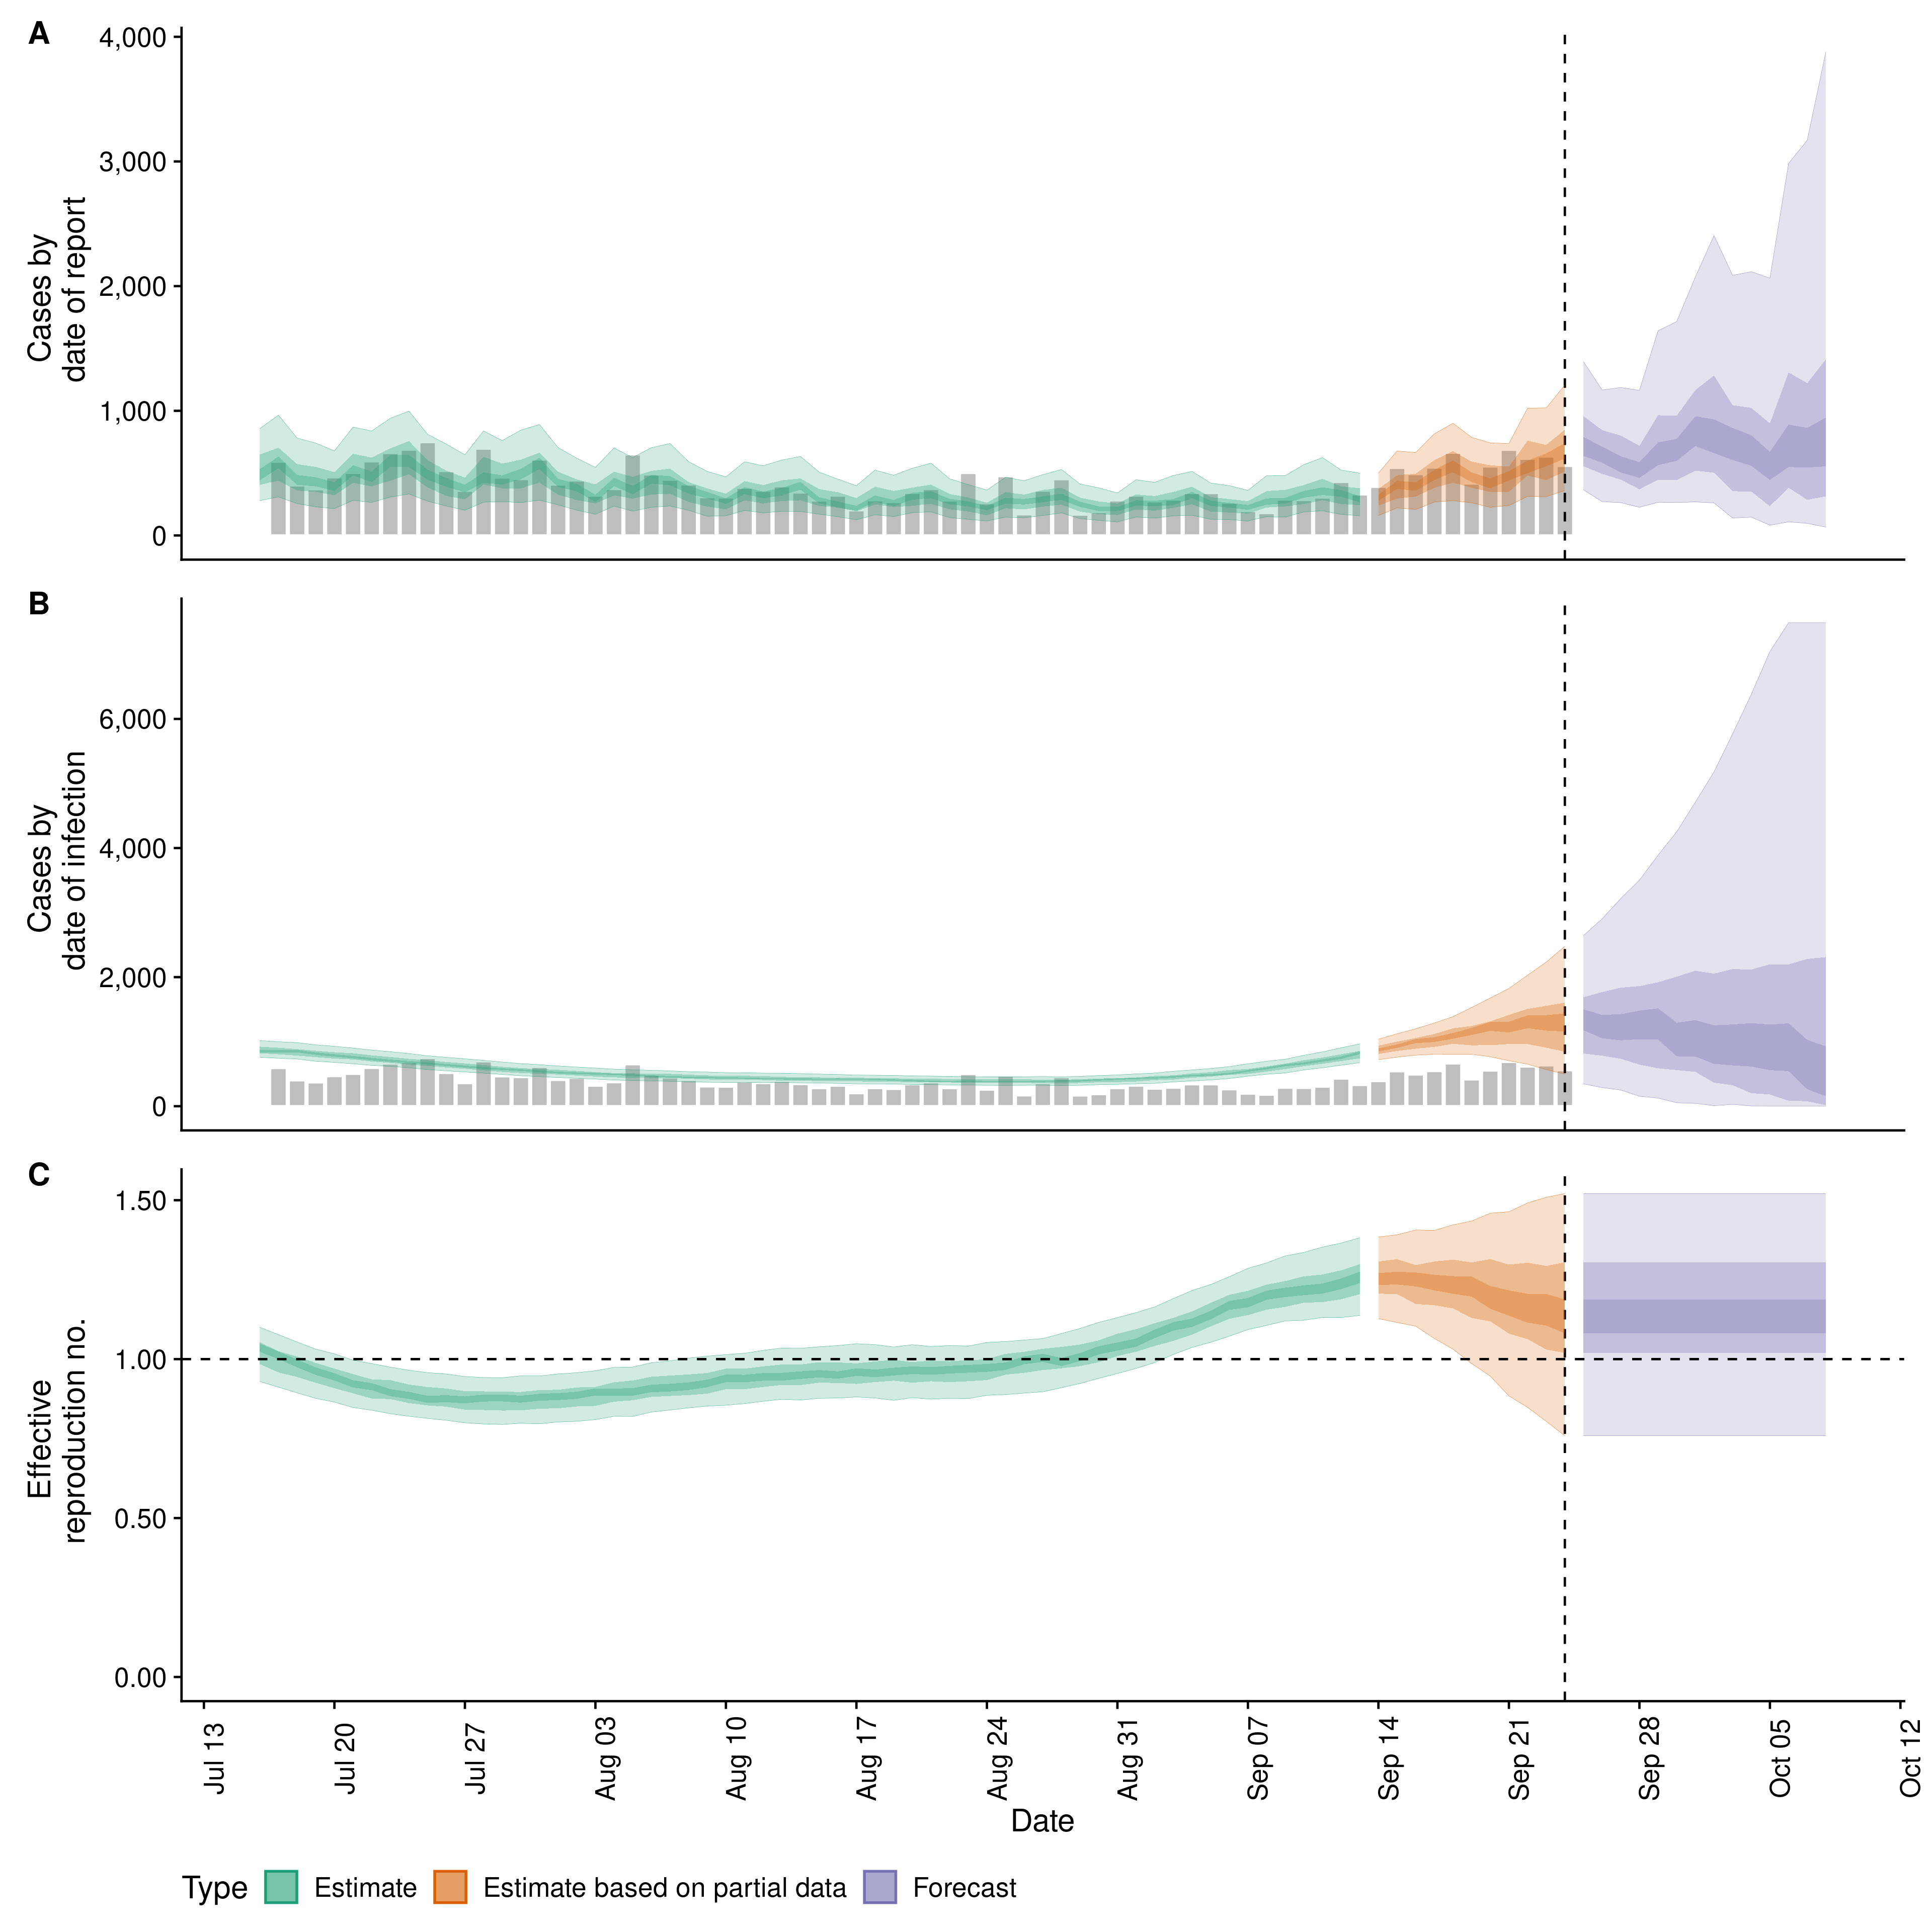 A
4,000
3,000
2,000
1,000
0
Cases by
date of report
B
6,000
4,000
2,000
0
Cases by
date of infection
C
1.50
1.00
0.50
0.00
Effective
reproduction no.
Jul 13
Jul 20
Jul 27
Aug 03
Aug 10
Aug 17
Aug 24
Aug 31
Sep 07
Sep 14
Sep 21
Sep 28
Oct 05
Oct 12
Date
Type Estimate Estimate based on partial data Forecast